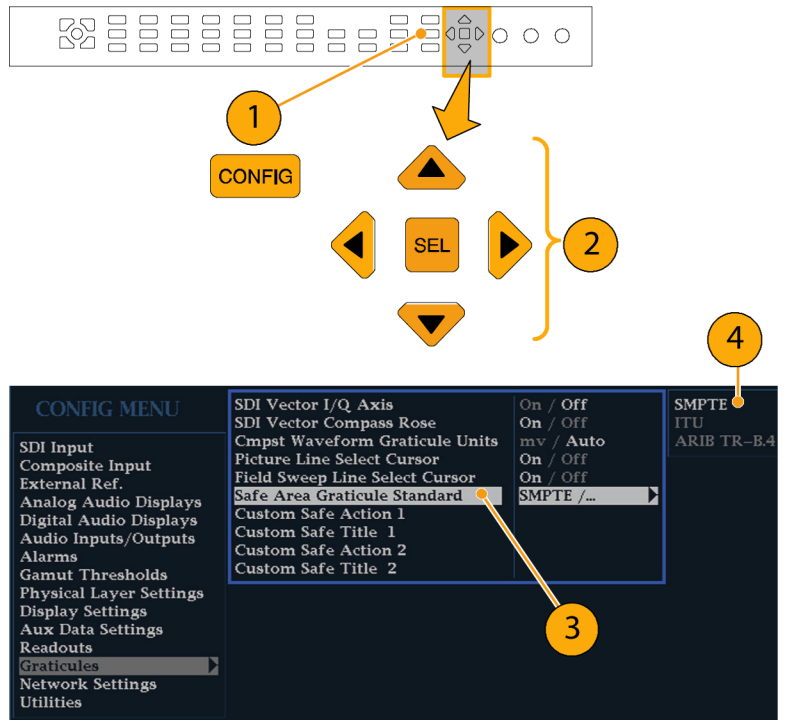 1
CONFIG
SEL
2
4
CONFIG MENU
SDI Input
Composite Input
External Ref.
Analog Audio Displays
Digital Audio Displays
Audio Inputs/Outputs
Alarms
Gamut Thresholds
Physical Layer Settings
Display Settings
Aux Data Settings
Readouts
Graticules
Network Settings
Utilities
SDI Vector I/Q Axis On / Off
SDI Vector Compass Rose On / Off
Cmpst Waveform Graticule Units mv / Auto
Picture Line Select Cursor On / Off
Field Sweep Line Select Cursor On / Off
Safe Area Graticule Standard SMPTE /...
Custom Safe Action 1
Custom Safe Title 1
Custom Safe Action 2
Custom Safe Title 2
SMPTE
ITU
ARIB TR-B.4
3